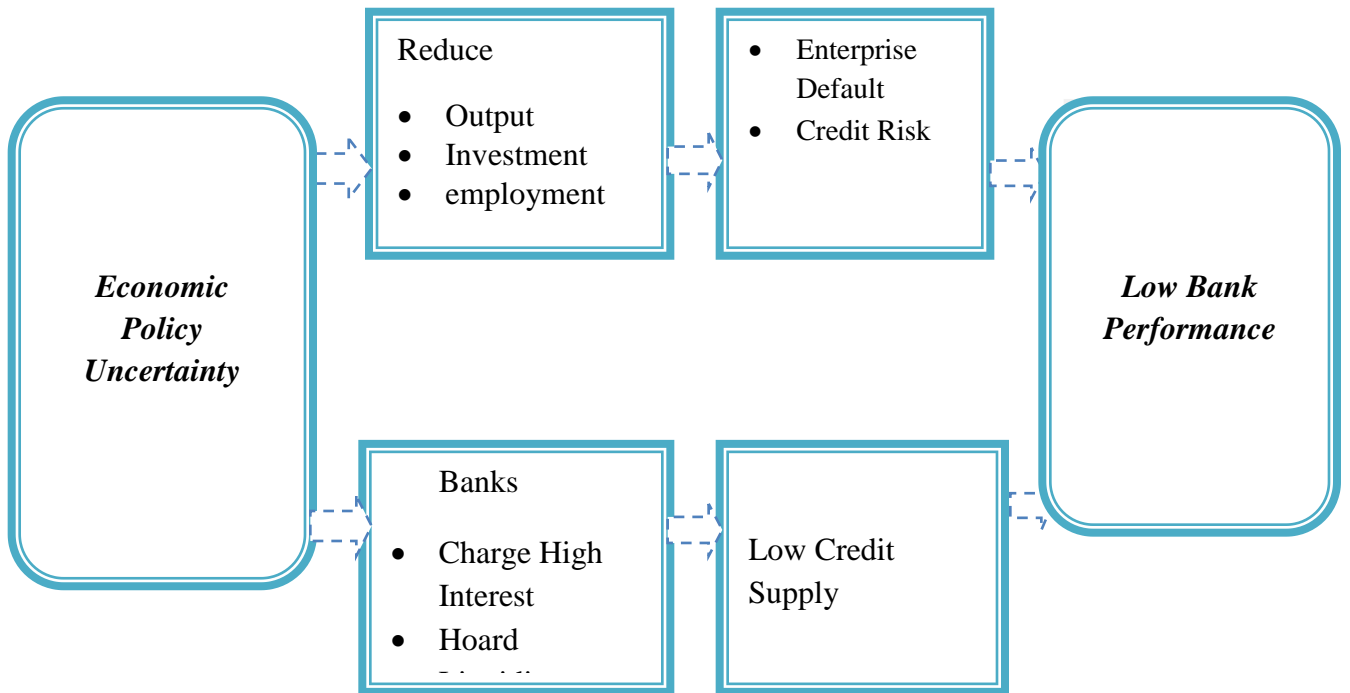 Economic
Policy
Uncertainty
Reduce
• Output
• Investment
• employment
• Enterprise
Default
• Credit Risk
Banks
• Charge High
Interest
• Hoard
Low Credit
Supply
Low Bank
Performance